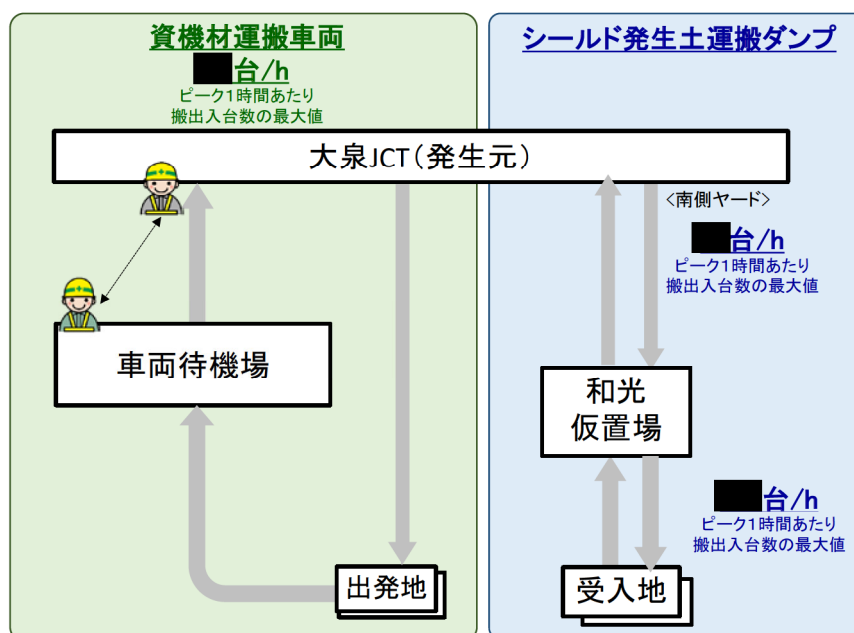 資機材運搬車両
台/h
ピーク1時間あたり
搬出入台数の最大値
シールド発生土運搬ダンプ
大泉JCT(発生元)
<南側ヤード>
台/h
ピーク1時間あたり
搬出入台数の最大値
車両待機場
和光
仮置場
台/h
ピーク1時間あたり
搬出入台数の最大値
出発地
受入地